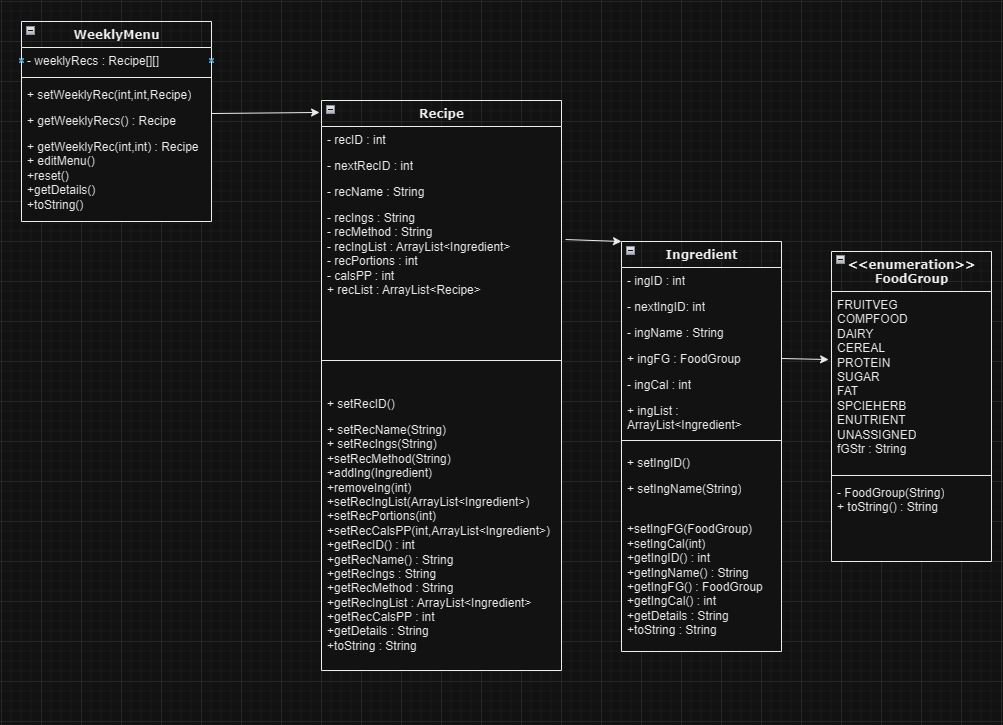 WeeklyMenu
- weeklyRecs : Recipe[][]
+ setWeeklyRec(int,int,Recipe)
+ getWeeklyRecs() : Recipe
+ getWeeklyRec(int,int) : Recipe
+ editMenu()
+reset()
+getDetails()
+toString()
Recipe
- recID : int
- nextRecID : int
- recName : String
- recIngs : String
- recMethod : String
- recIngList : ArrayList<Ingredient>
- recPortions : int
- calsPP : int
+ recList : ArrayList<Recipe>
+ setRecID()
+ setRecName(String)
+ setRecIngs(String)
+setRecMethod(String)
+addIng(Ingredient)
+removeIng(int)
+setRecIngList(ArrayList<Ingredient>)
+setRecPortions(int)
+setRecCalsPP(int,ArrayList<Ingredient>)
+getRecID() : int
+getRecName() : String
+getRecIngs : String
+getRecMethod : String
+getRecIngList : ArrayList<Ingredient>
+getRecCalsPP : int
+getDetails : String
+toString : String
Ingredient
- ingID : int
- nextIngID: int
- ingName : String
+ ingFG : FoodGroup
- ingCal : int
+ ingList :
ArrayList<Ingredient>
+ setIngID()
+ setIngName(String)
+setIngFG(FoodGroup)
+setIngCal(int)
+getIngID() : int
+getIngName() : String
+getIngFG() : FoodGroup
+getIngCal() : int
+getDetails : String
+toString : String
<<enumeration>>
FoodGroup
FRUITVEG
COMPFOOD
DAIRY
CEREAL
PROTEIN
SUGAR
FAT
SPCIEHERB
ENUTRIENT
UNASSIGNED
fGStr : String
- FoodGroup(String)
+ toString() : String